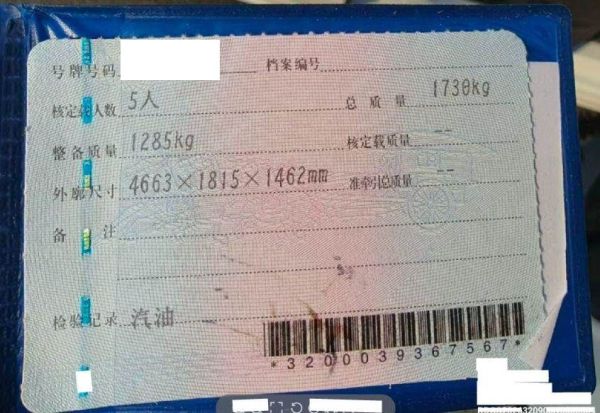 号牌号码 档案编号
核定载人数 5人 总质量 1730kg
整备质量 1285kg 核定载质量 --
外廓尺寸 4663×1815×1462mm 准牵引总质量 --
备注
检验记录 汽油
*3200039367567*